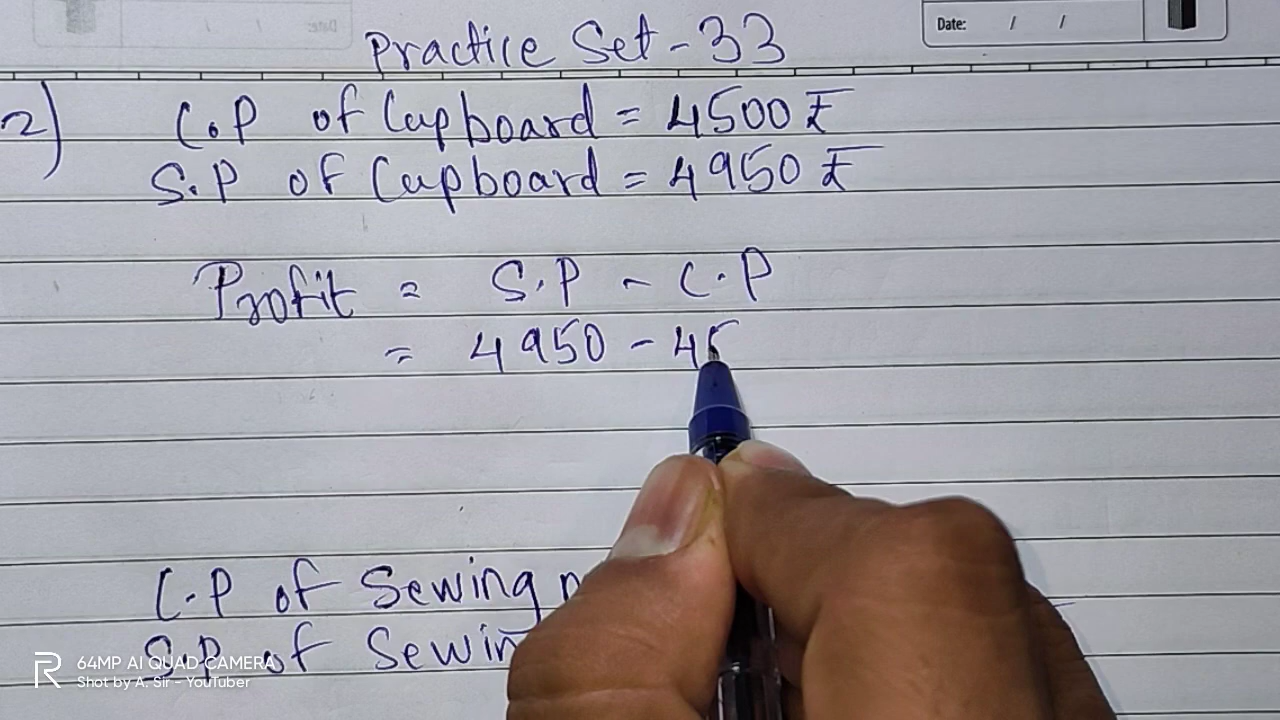 Date: / /
Practice Set-33
2) C.P of Cupboard = 4500 ₹
S.P of Cupboard = 4950 ₹
Profit = S.P - C.P
= 4950 - 45
C.P of Sewing
S.P of Sewin
64MP AI QUAD CAMERA
Shot by A. Sir - YouTuber